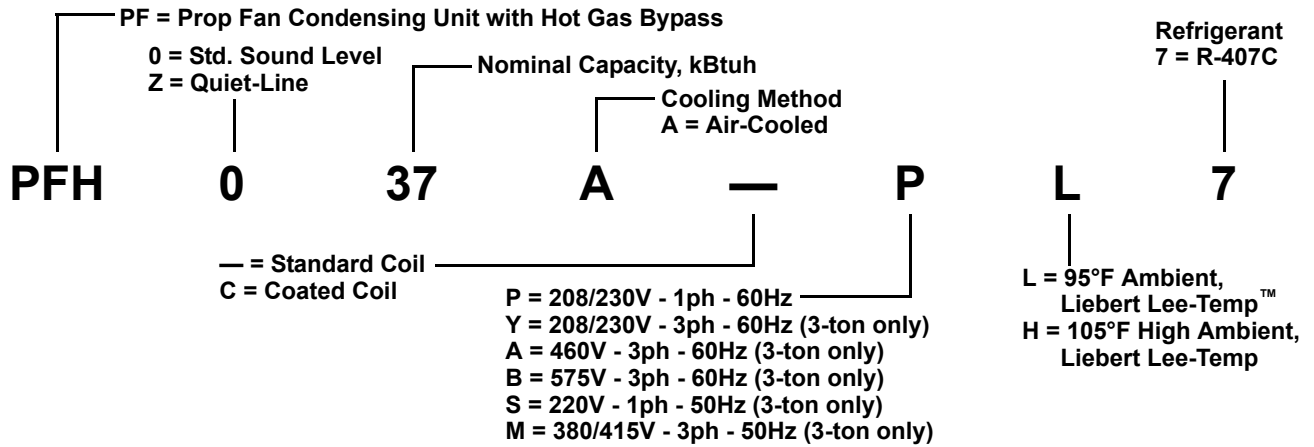 PF = Prop Fan Condensing Unit with Hot Gas Bypass
0 = Std. Sound Level
Z = Quiet-Line
Nominal Capacity, kBtuh
Cooling Method
A = Air-Cooled
Refrigerant
7 = R-407C
PFH 0 37 A — P L 7
— = Standard Coil
C = Coated Coil
P = 208/230V - 1ph - 60Hz
Y = 208/230V - 3ph - 60Hz (3-ton only)
A = 460V - 3ph - 60Hz (3-ton only)
B = 575V - 3ph - 60Hz (3-ton only)
S = 220V - 1ph - 50Hz (3-ton only)
M = 380/415V - 3ph - 50Hz (3-ton only)
L = 95°F Ambient,
Liebert Lee-Temp™
H = 105°F High Ambient,
Liebert Lee-Temp